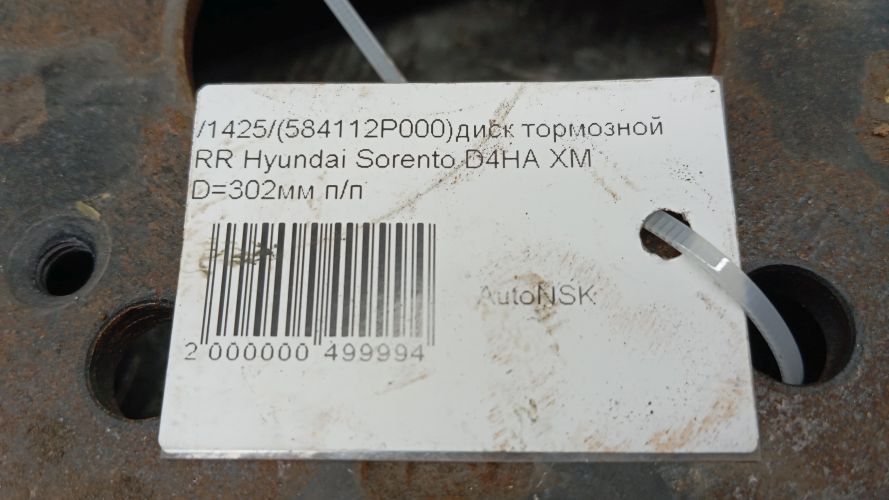 /1425/(584112P000)диск тормозной
RR Hyundai Sorento D4HA XM
D=302мм п/п
AutoNSK
2 000000 499994